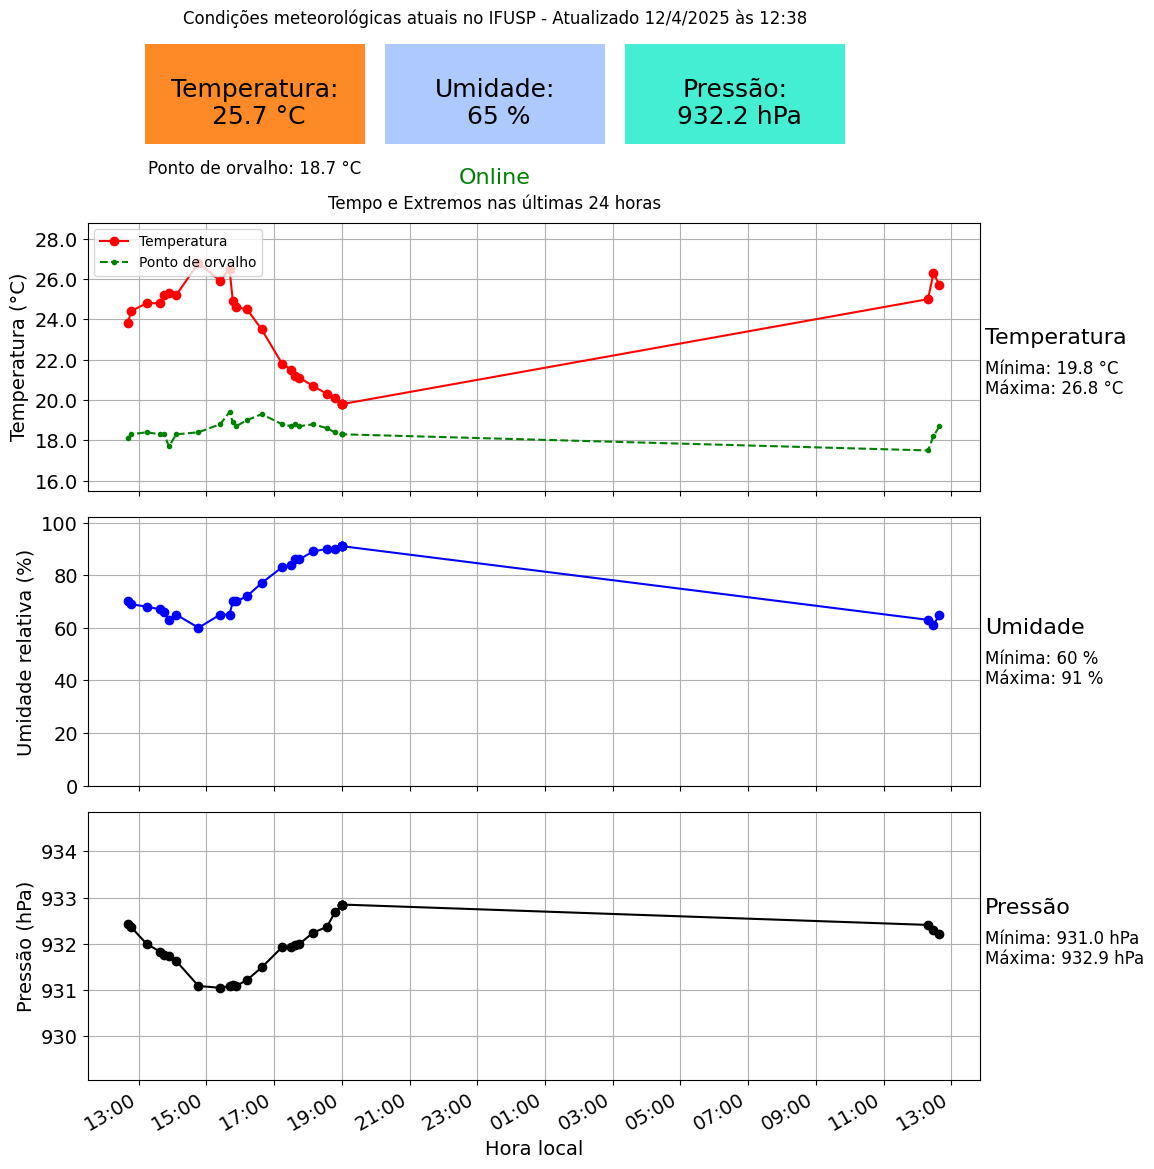 Condições meteorológicas atuais no IFUSP - Atualizado 12/4/2025 às 12:38
Temperatura:
25.7 °C
Umidade:
65 %
Pressão:
932.2 hPa
Ponto de orvalho: 18.7 °C
Online
Tempo e Extremos nas últimas 24 horas
Temperatura (°C)
28.0
26.0
24.0
22.0
20.0
18.0
16.0
Temperatura
Ponto de orvalho
Temperatura
Mínima: 19.8 °C
Máxima: 26.8 °C
Umidade relativa (%)
100
80
60
40
20
0
Umidade
Mínima: 60 %
Máxima: 91 %
Pressão (hPa)
934
933
932
931
930
Pressão
Mínima: 931.0 hPa
Máxima: 932.9 hPa
13:00 15:00 17:00 19:00 21:00 23:00 01:00 03:00 05:00 07:00 09:00 11:00 13:00
Hora local